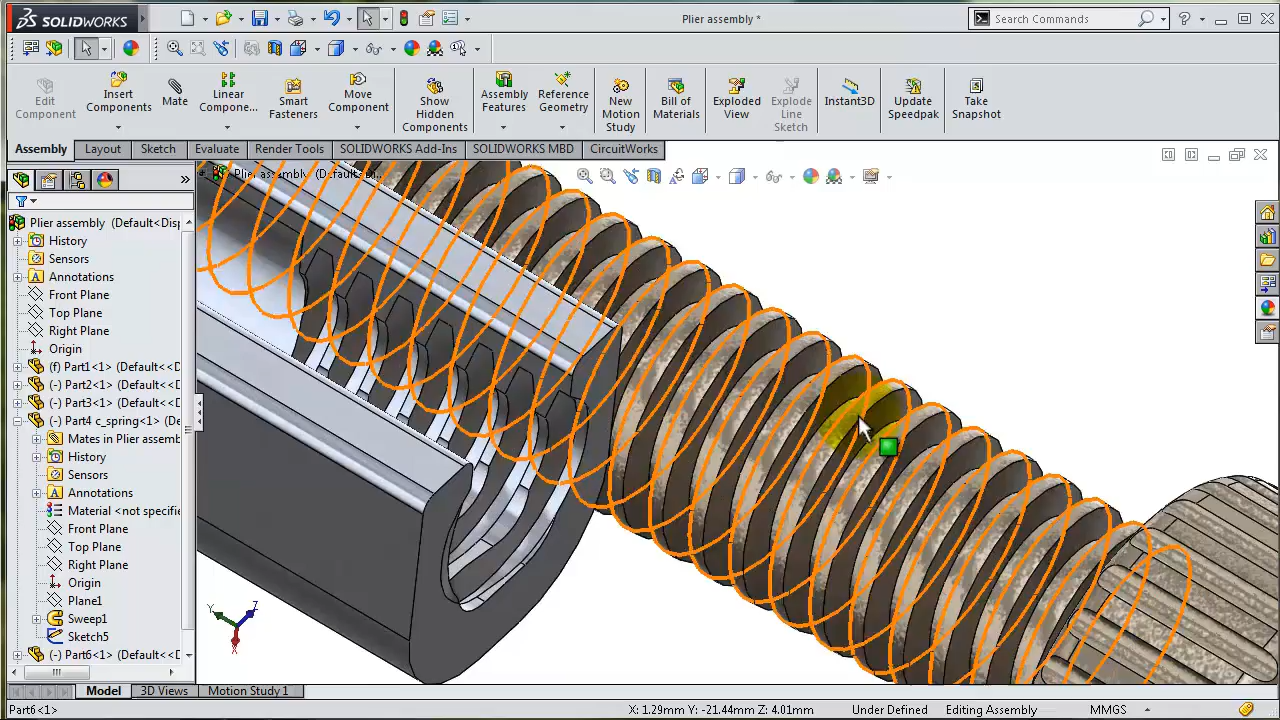 SOLIDWORKS
Plier assembly *
Search Commands
Edit Component
Insert Components
Mate
Linear Compone...
Smart Fasteners
Move Component
Show Hidden Components
Assembly Features
Reference Geometry
New Motion Study
Bill of Materials
Exploded View
Explode Line Sketch
Instant3D
Update Speedpak
Take Snapshot
Assembly
Layout
Sketch
Evaluate
Render Tools
SOLIDWORKS Add-Ins
SOLIDWORKS MBD
CircuitWorks
Plier assembly (Default<Disp
History
Sensors
Annotations
Front Plane
Top Plane
Right Plane
Origin
(f) Part1<1> (Default<<D
(-) Part2<1> (Default<<D
(-) Part3<1> (Default<<D
(-) Part4 c_spring<1> (De
Mates in Plier assemb
History
Sensors
Annotations
Material <not specifie
Front Plane
Top Plane
Right Plane
Origin
Plane1
Sweep1
Sketch5
(-) Part6<1> (Default<<D
Plier assembly (Default<D...
Y
Z
X
Model
3D Views
Motion Study 1
Part6<1>
X: 1.29mm Y: -21.44mm Z: 4.01mm
Under Defined
Editing Assembly
MMGS